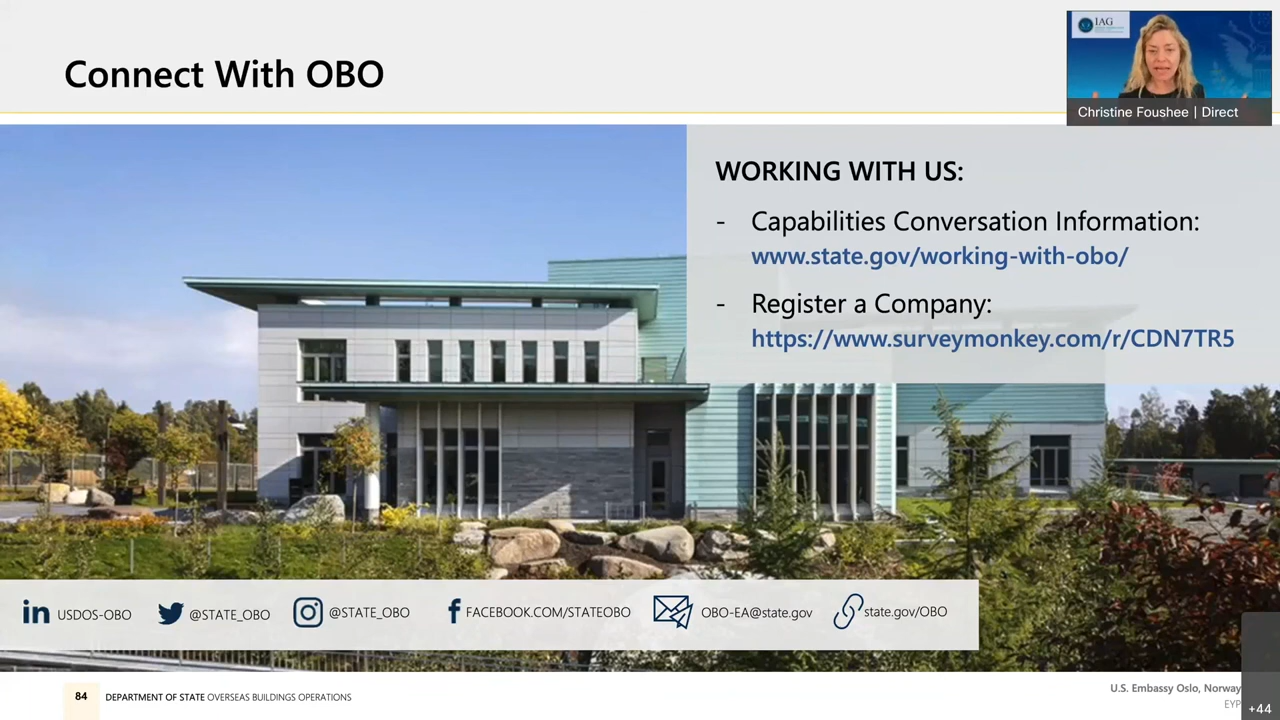 Connect With OBO
IAG
Christine Foushee | Direct
WORKING WITH US:
- Capabilities Conversation Information:
www.state.gov/working-with-obo/
- Register a Company:
https://www.surveymonkey.com/r/CDN7TR5
in USDOS-OBO
@STATE_OBO
@STATE_OBO
f FACEBOOK.COM/STATEOBO
OBO-EA@state.gov
state.gov/OBO
84 DEPARTMENT OF STATE OVERSEAS BUILDINGS OPERATIONS
U.S. Embassy Oslo, Norway
EYP
+44